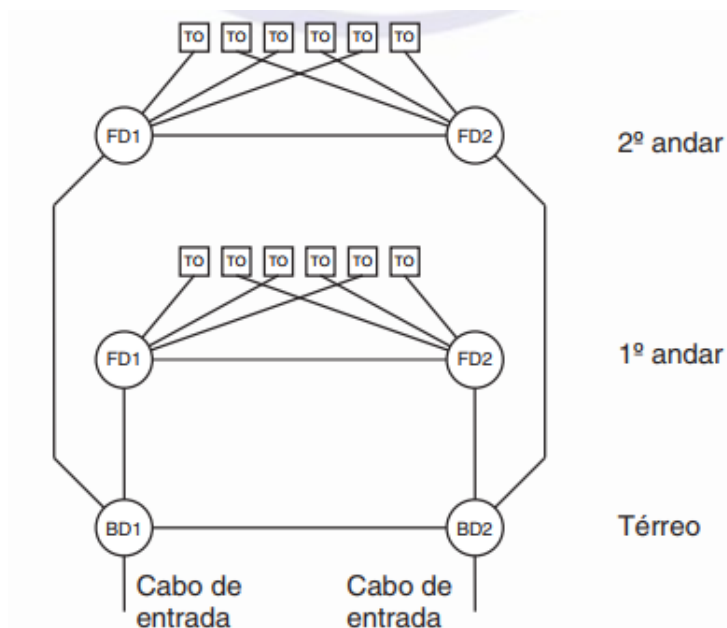 TO TO TO TO TO TO
FD1 FD2 2º andar
TO TO TO TO TO TO
FD1 FD2 1º andar
BD1 BD2 Térreo
Cabo de entrada
Cabo de entrada